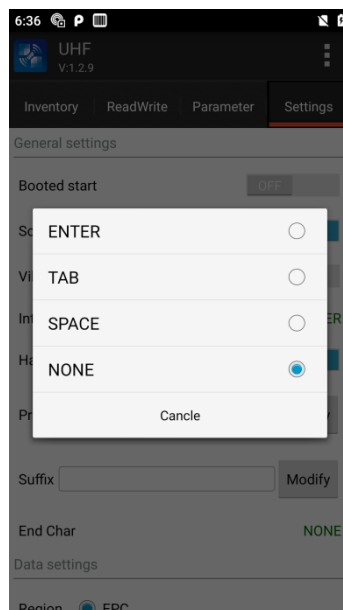 6:36
UHF
V:1.2.9
Inventory ReadWrite Parameter Settings
General settings
Booted start OFF
ENTER
TAB
SPACE
NONE
Cancle
Suffix Modify
End Char NONE
Data settings
Region EPC